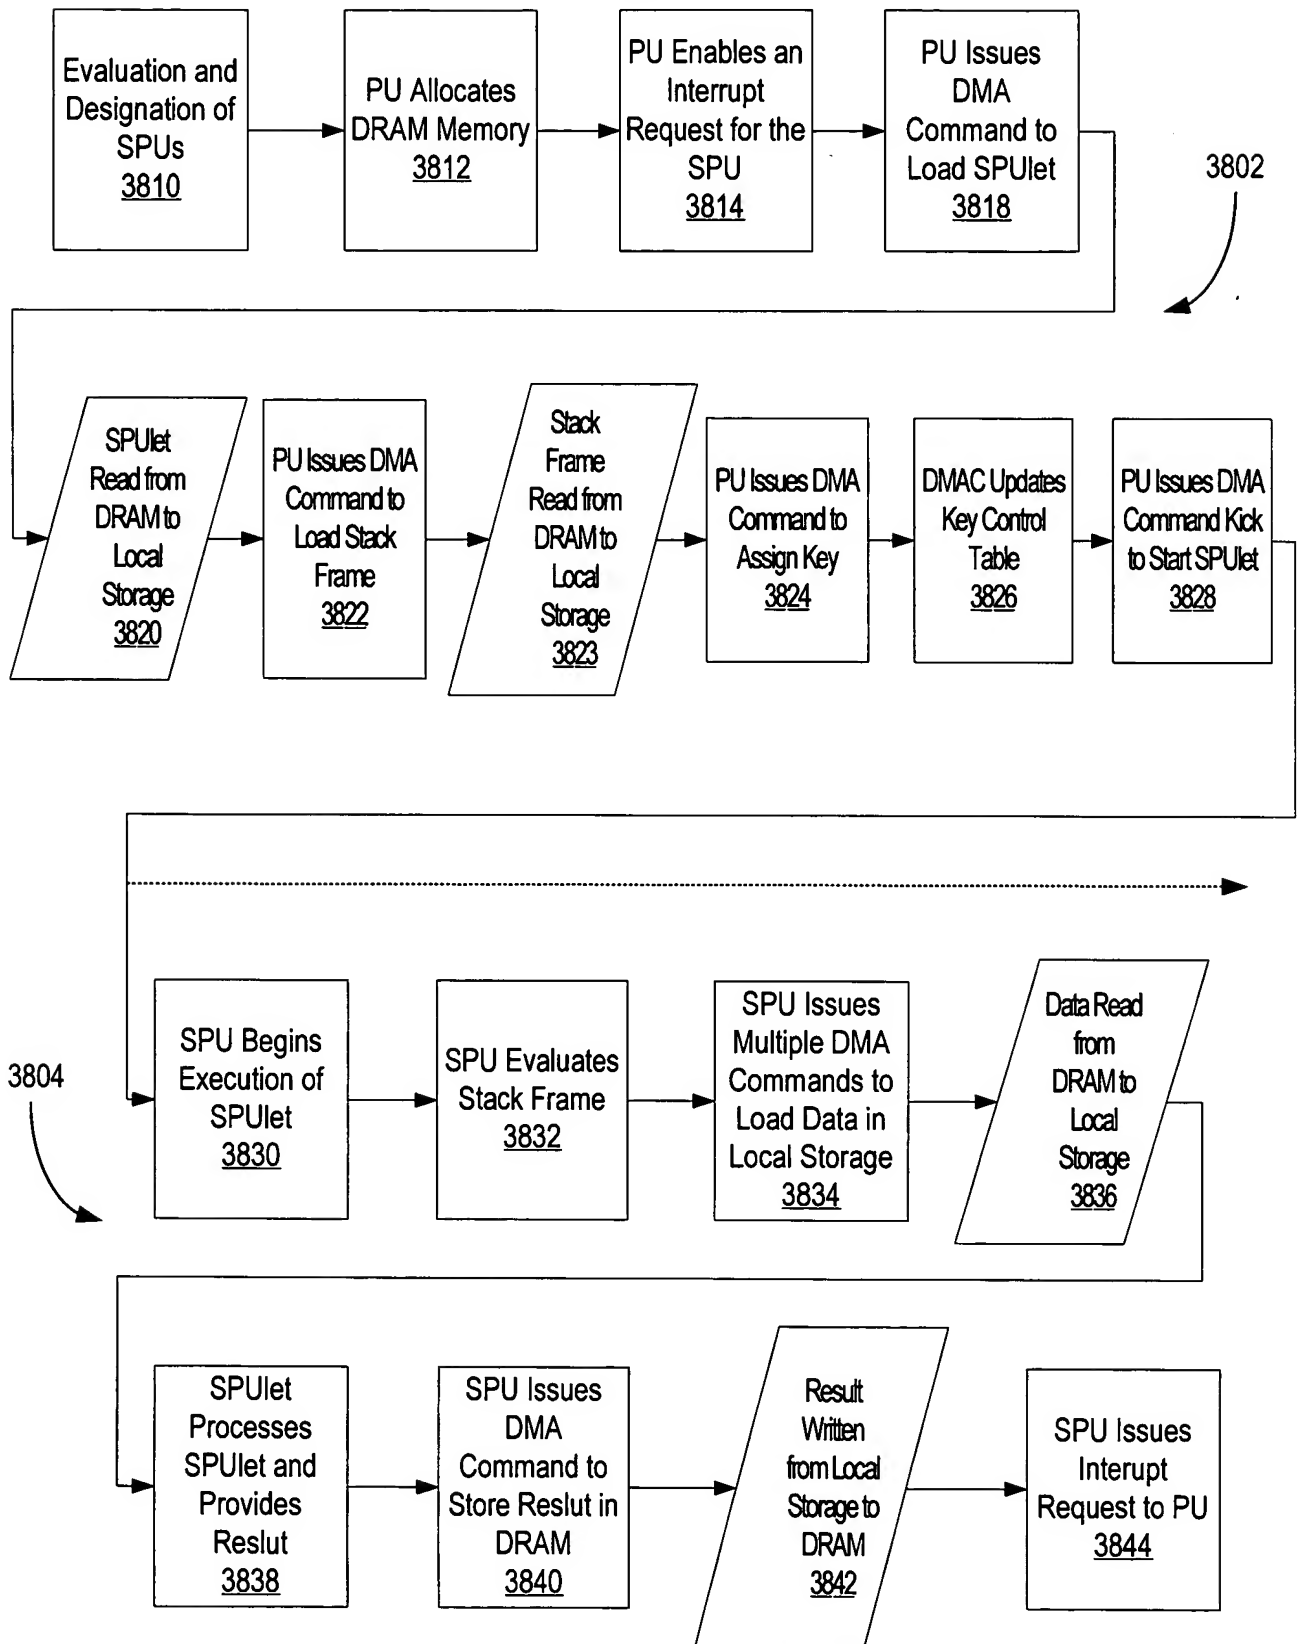 Evaluation and
Designation of
SPUs
3810
PU Allocates
DRAM Memory
3812
PU Enables an
Interrupt
Request for the
SPU
3814
PU Issues
DMA
Command to
Load SPUlet
3818
3802
SPUlet
Read from
DRAM to
Local
Storage
3820
PU Issues DMA
Command to
Load Stack
Frame
3822
Stack
Frame
Read from
DRAM to
Local
Storage
3823
PU Issues DMA
Command to
Assign Key
3824
DMAC Updates
Key Control
Table
3826
PU Issues DMA
Command Kick
to Start SPUlet
3828
3804
SPU Begins
Execution of
SPUlet
3830
SPU Evaluates
Stack Frame
3832
SPU Issues
Multiple DMA
Commands to
Load Data in
Local Storage
3834
Data Read
from
DRAM to
Local
Storage
3836
SPUlet
Processes
SPUlet and
Provides
Reslut
3838
SPU Issues
DMA
Command to
Store Reslut in
DRAM
3840
Result
Written
from Local
Storage to
DRAM
3842
SPU Issues
Interupt
Request to PU
3844